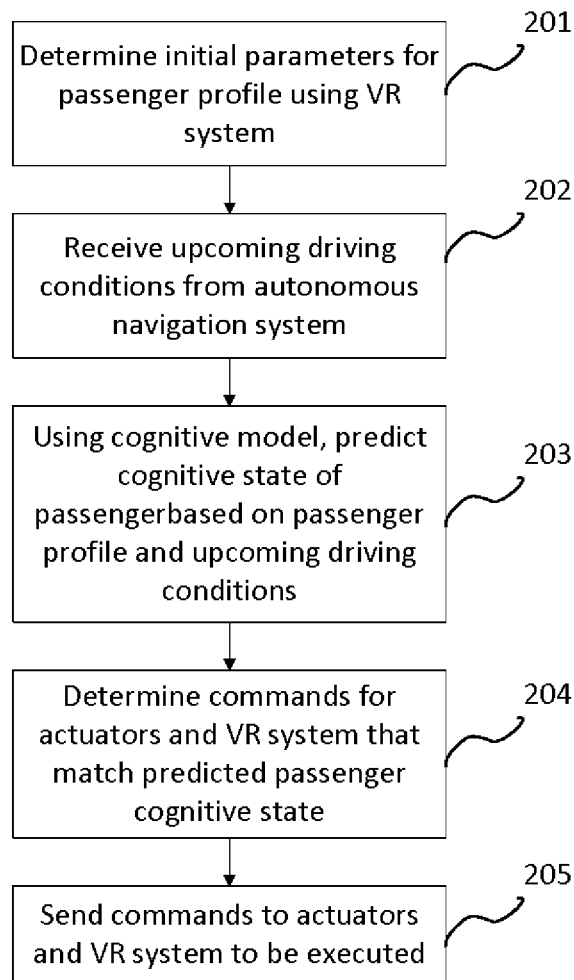 201
Determine initial parameters for
passenger profile using VR
system
202
Receive upcoming driving
conditions from autonomous
navigation system
203
Using cognitive model, predict
cognitive state of
passengerbased on passenger
profile and upcoming driving
conditions
204
Determine commands for
actuators and VR system that
match predicted passenger
cognitive state
205
Send commands to actuators
and VR system to be executed